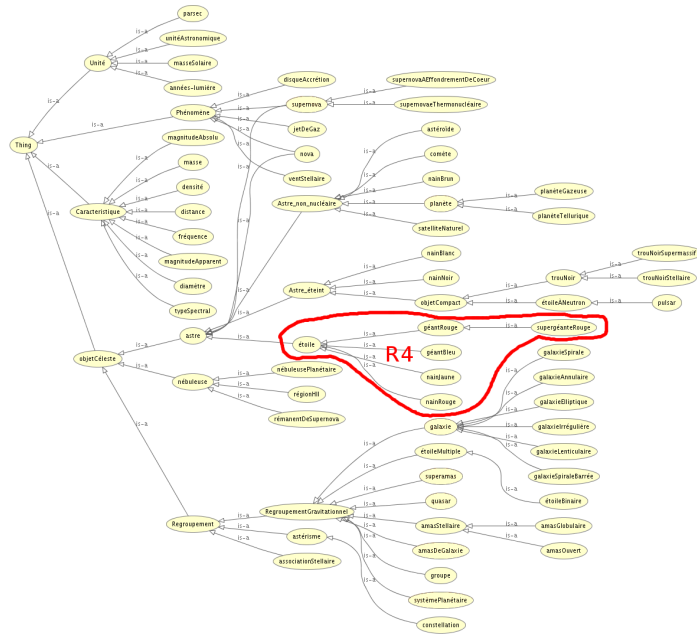 parsec
unitéAstronomique
Unité
masseSolaire
années-lumière
disqueAccrétion
supernovaAEffondrementDeCoeur
Phénomène
supernova
supernovaeThermonucléaire
Thing
magnitudeAbsolu
jetDeGaz
astéroïde
masse
nova
comète
densité
ventStellaire
nainBrun
planèteGazeuse
Caractéristique
distance
Astre_non_nucléaire
planète
planèteTellurique
fréquence
satelliteNaturel
magnitudeApparent
nainBlanc
trouNoirSupermassif
diamètre
Astre_éteint
nainNoir
trouNoir
trouNoirStellaire
typeSpectral
objetCompact
étoileANeutron
pulsar
astre
étoile
géantRouge
supergéanteRouge
R4
géantBleu
galaxieSpirale
objetCéleste
nébuleusePlanétaire
nainJaune
galaxieAnnulaire
nébuleuse
régionHII
nainRouge
galaxieElliptique
rémanentDeSupernova
galaxie
galaxieIrrégulière
étoileMultiple
galaxieLenticulaire
superamas
galaxieSpiraleBarrée
quasar
étoileBinaire
Regroupement
RegroupementGravitationnel
amasStellaire
amasGlobulaire
astérisme
amasDeGalaxie
amasOuvert
associationStellaire
groupe
systèmePlanétaire
constellation